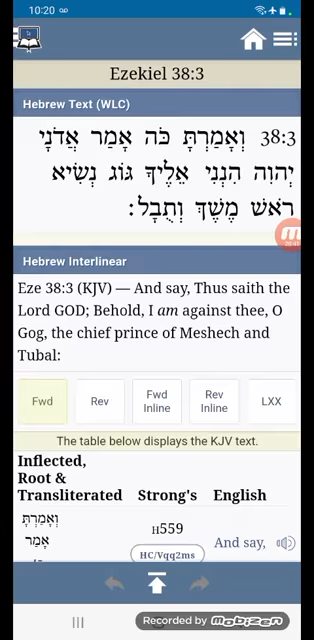 10:20
Ezekiel 38:3
Hebrew Text (WLC)
38:3 וְאָמַרְתָּ כֹּה אָמַר אֲדֹנָי
יְהוִה הִנְנִי אֵלֶיךָ גּוֹג נְשִׂיא
רֹאשׁ מֶשֶׁךְ וְתֻבָל׃
Hebrew Interlinear
Eze 38:3 (KJV) — And say, Thus saith the
Lord GOD; Behold, I am against thee, O
Gog, the chief prince of Meshech and
Tubal:
Fwd Rev Fwd Inline Rev Inline LXX
The table below displays the KJV text.
Inflected,
Root &
Transliterated Strong's English
וְאָמַרְתָּ
אָמַר
H559
HC/Vqq2ms
And say,
Recorded by mobizen